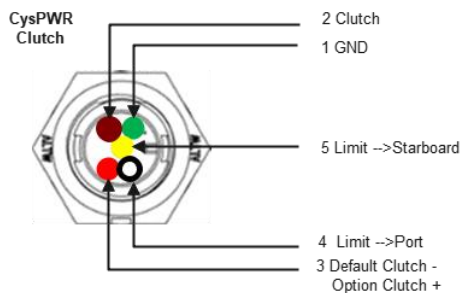 CysPWR
Clutch
2 Clutch
1 GND
5 Limit -->Starboard
4 Limit -->Port
3 Default Clutch -
Option Clutch +